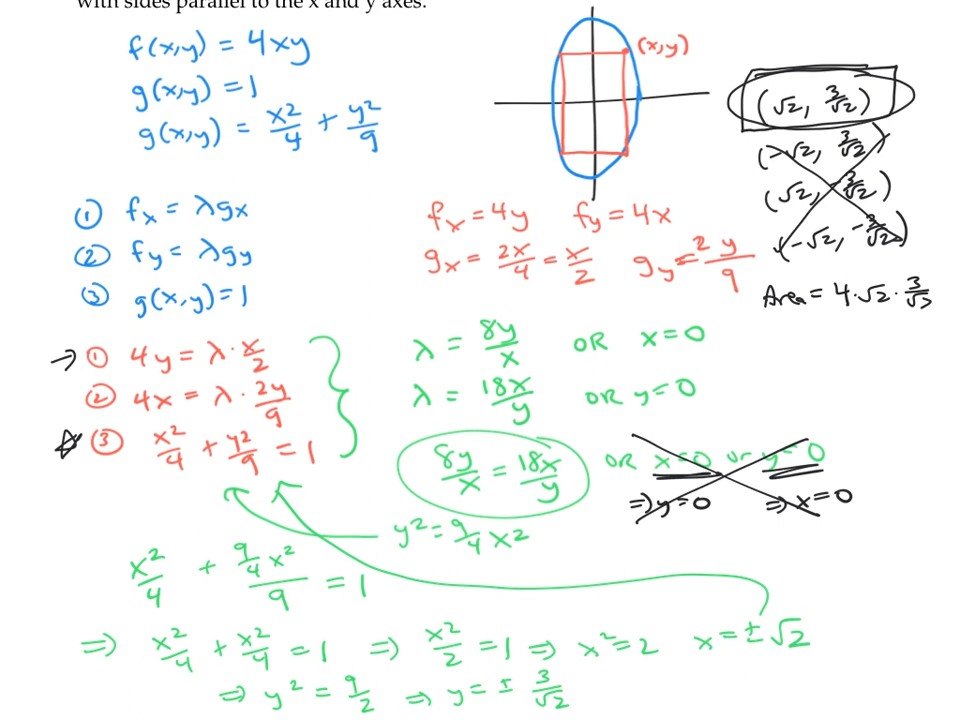 with sides parallel to the x and y axes.
f(x,y) = 4xy
g(x,y) = 1
g(x,y) = x²/4 + y²/9
(x,y)
(√2, 3/√2)
(-√2, 3/√2)
(√2, -3/√2)
(-√2, -3/√2)
Area = 4·√2·3/√2
① fx = λgx
② fy = λgy
③ g(x,y)=1
fx = 4y fy = 4x
gx = 2x/4 = x/2 gy = 2y/9
→ ① 4y = λ·x/2
② 4x = λ·2y/9
☆ ③ x²/4 + y²/9 = 1
λ = 8y/x OR x=0
λ = 18x/y OR y=0
8y/x = 18x/y OR x=0 or y=0
⇒ y=0 ⇒ x=0
y² = 9/4 x²
x²/4 + 9/4 x²/9 = 1
⇒ x²/4 + x²/4 = 1 ⇒ x²/2 = 1 ⇒ x² = 2 x = ±√2
⇒ y² = 9/2 ⇒ y = ± 3/√2